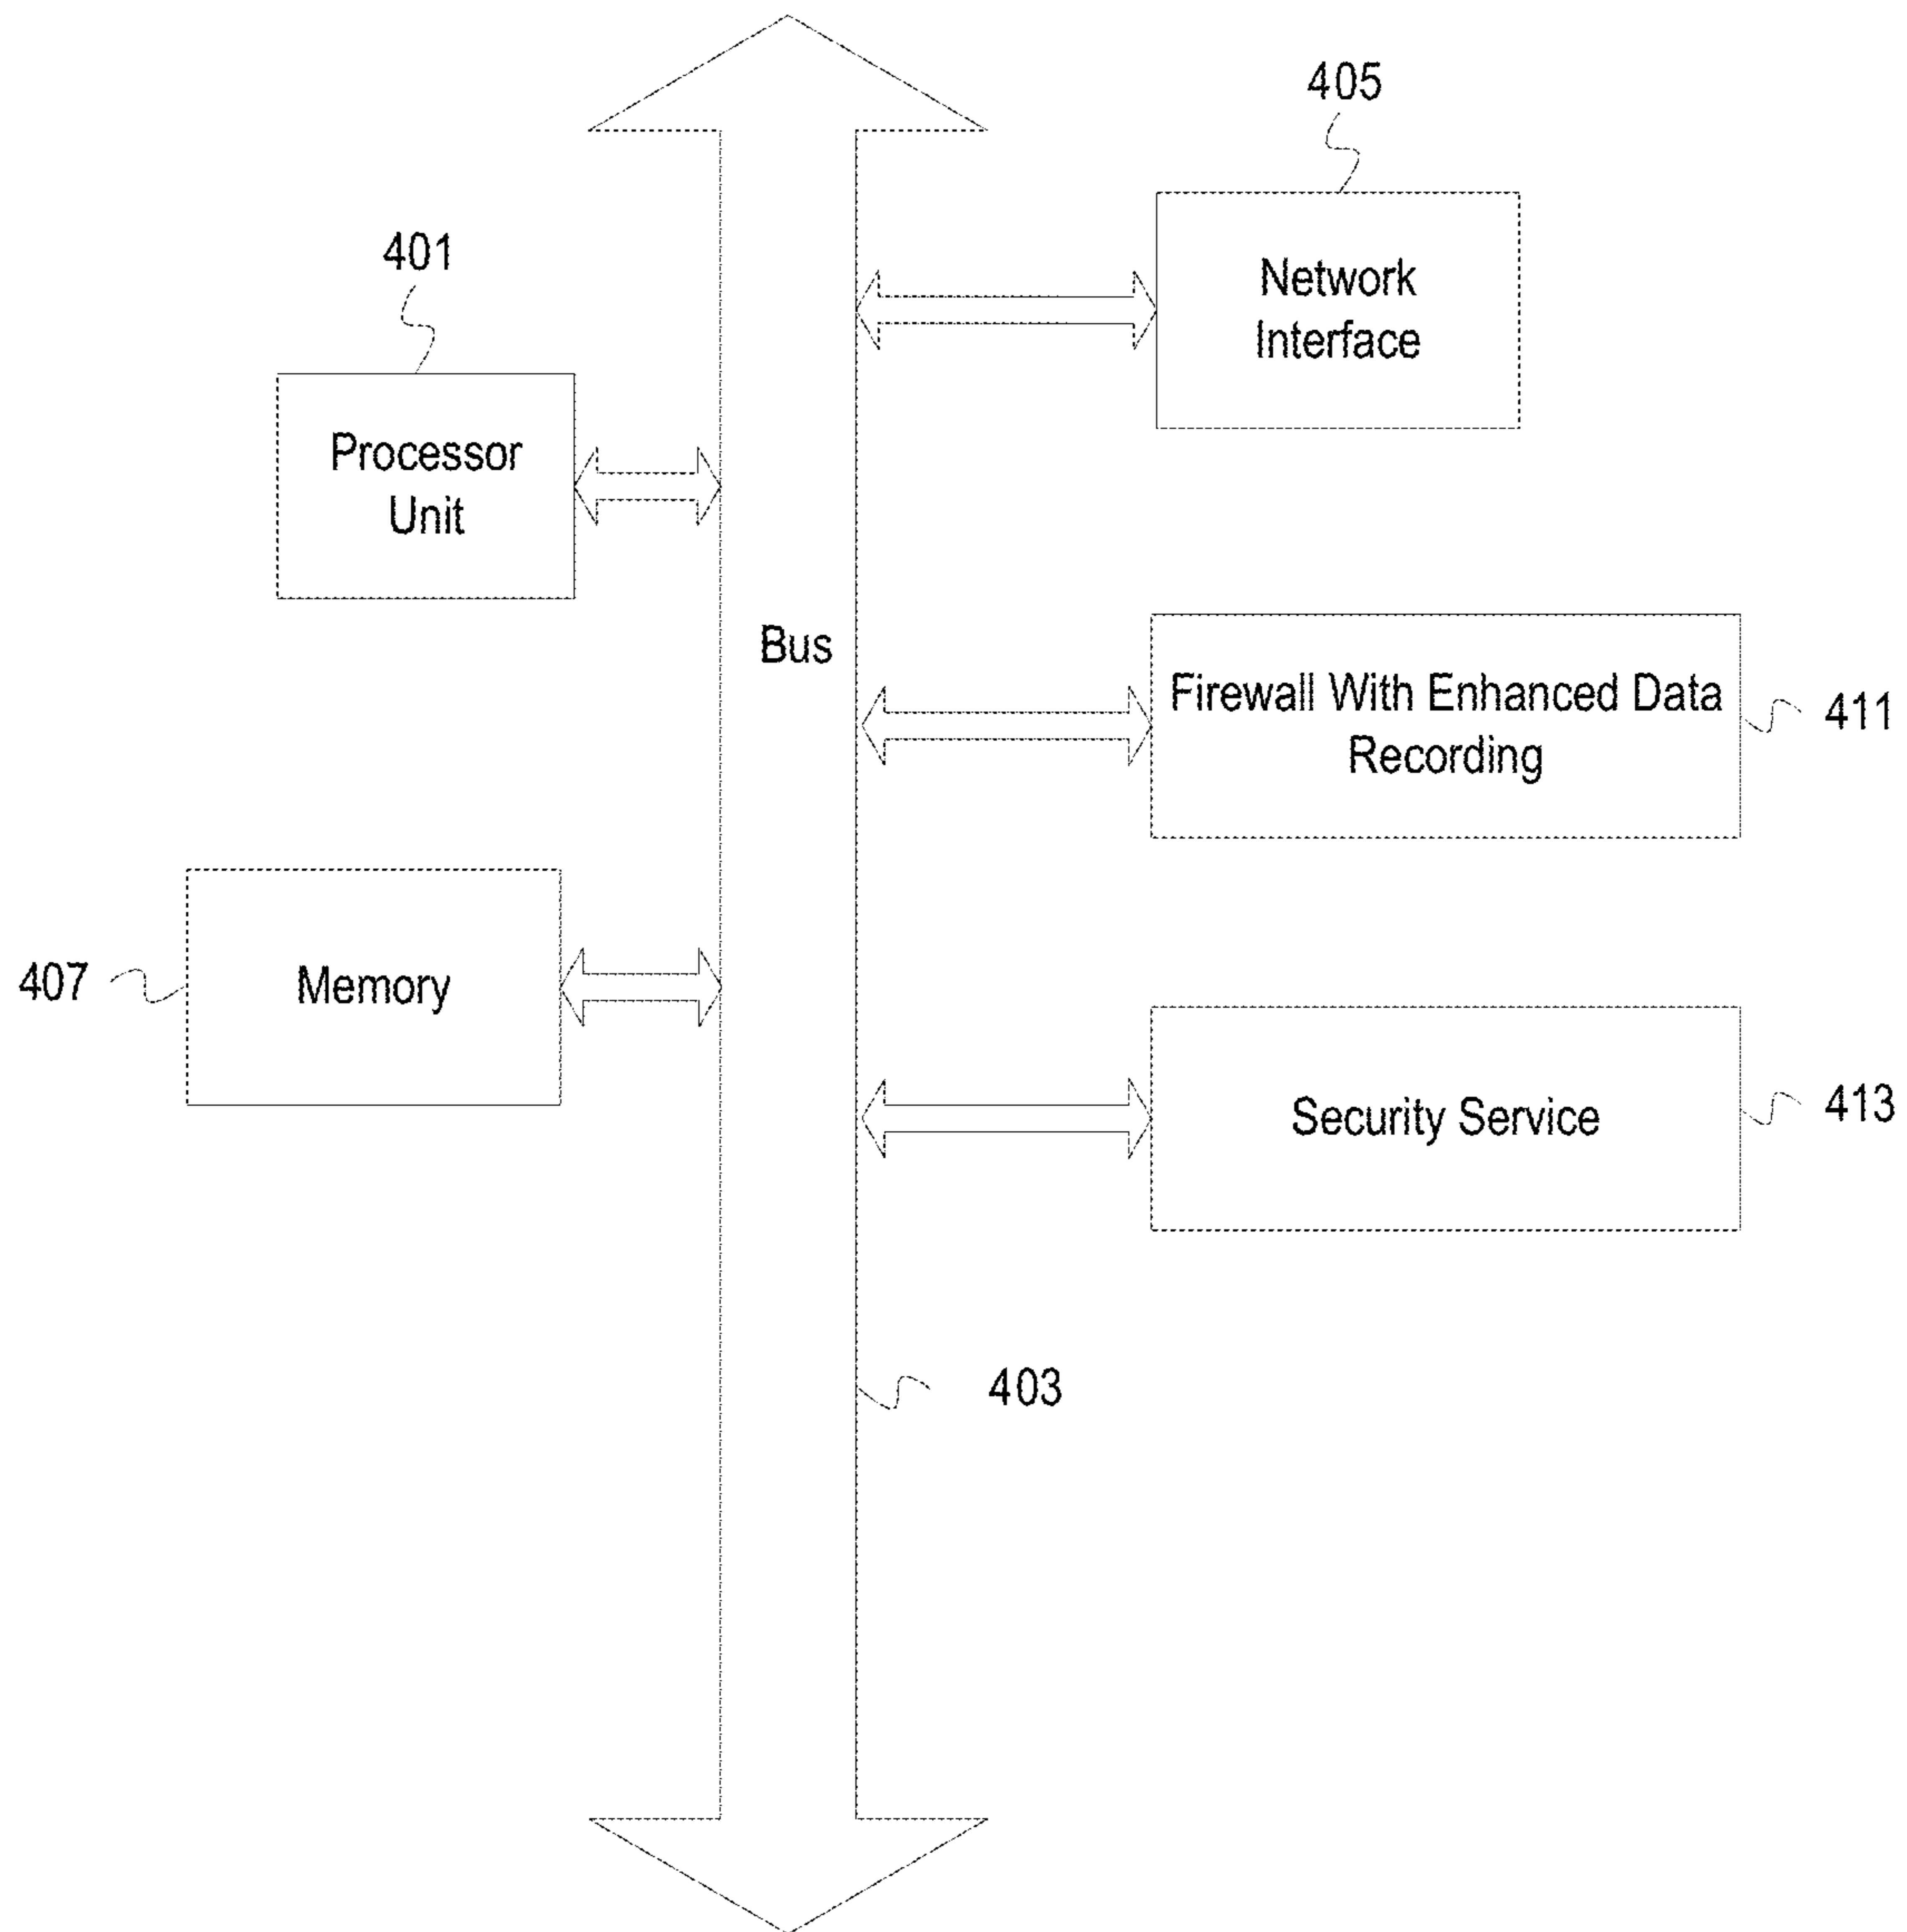 405
Network
Interface
401
Processor
Unit
Bus
Firewall With Enhanced Data
Recording
411
407
Memory
Security Service
413
403